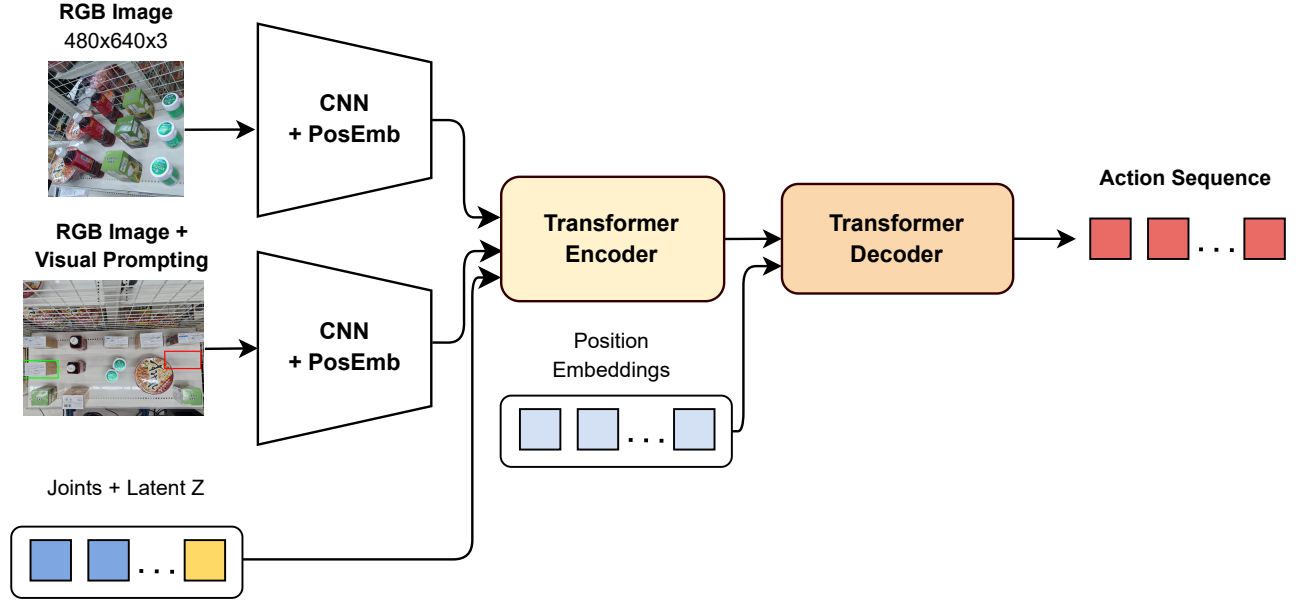 RGB Image
480x640x3
CNN
+ PosEmb
RGB Image +
Visual Prompting
CNN
+ PosEmb
Joints + Latent Z
. . .
Transformer
Encoder
Position
Embeddings
. . .
Transformer
Decoder
Action Sequence
. . .